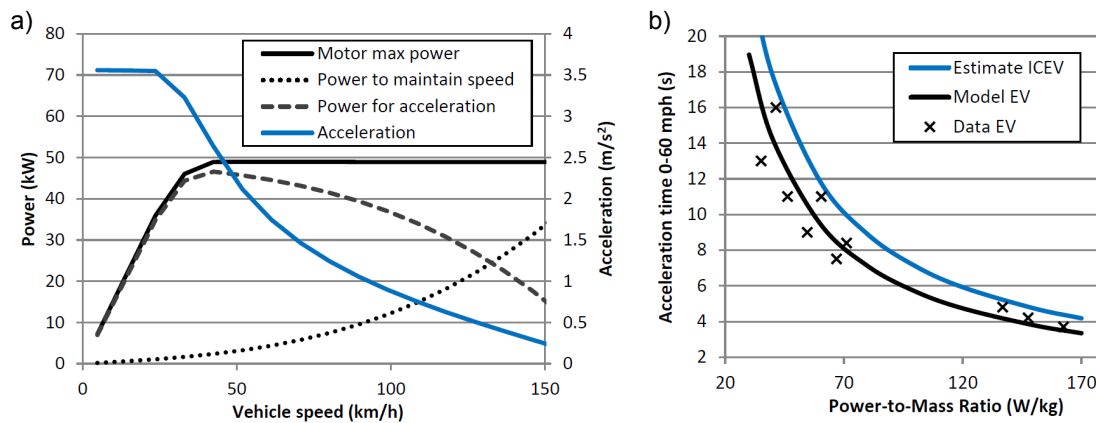 a)
80
70
60
50
40
30
20
10
0
Power (kW)
Motor max power
Power to maintain speed
Power for acceleration
Acceleration
4
3.5
3
2.5
2
1.5
1
0.5
0
Acceleration (m/s²)
0
50
100
150
Vehicle speed (km/h)
b)
20
18
16
14
12
10
8
6
4
2
Acceleration time 0-60 mph (s)
Estimate ICEV
Model EV
Data EV
20
70
120
170
Power-to-Mass Ratio (W/kg)